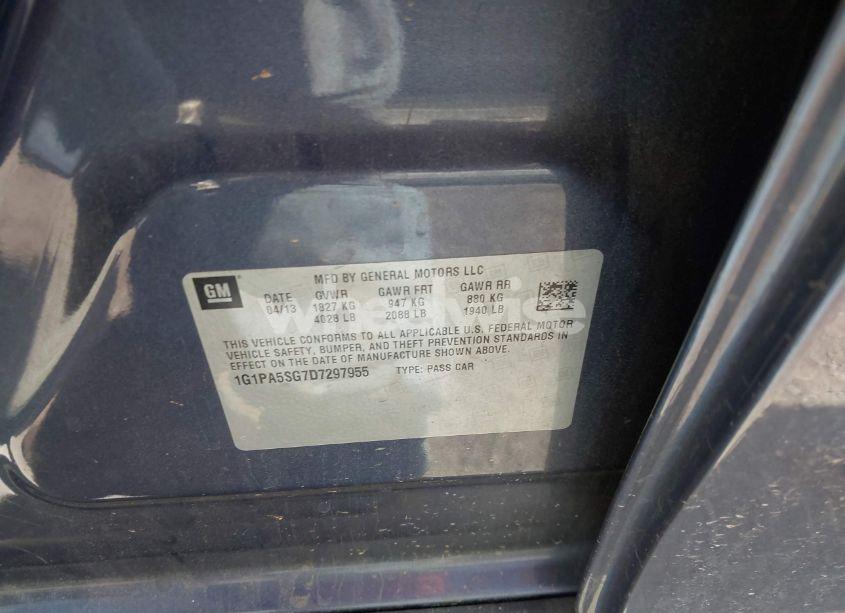 GM
MFD BY GENERAL MOTORS LLC
DATE GVWR GAWR FRT GAWR RR
04/13 1827 KG 947 KG 880 KG
4028 LB 2088 LB 1940 LB
THIS VEHICLE CONFORMS TO ALL APPLICABLE U.S. FEDERAL MOTOR
VEHICLE SAFETY, BUMPER, AND THEFT PREVENTION STANDARDS IN
EFFECT ON THE DATE OF MANUFACTURE SHOWN ABOVE.
1G1PA5SG7D7297955 TYPE: PASS CAR